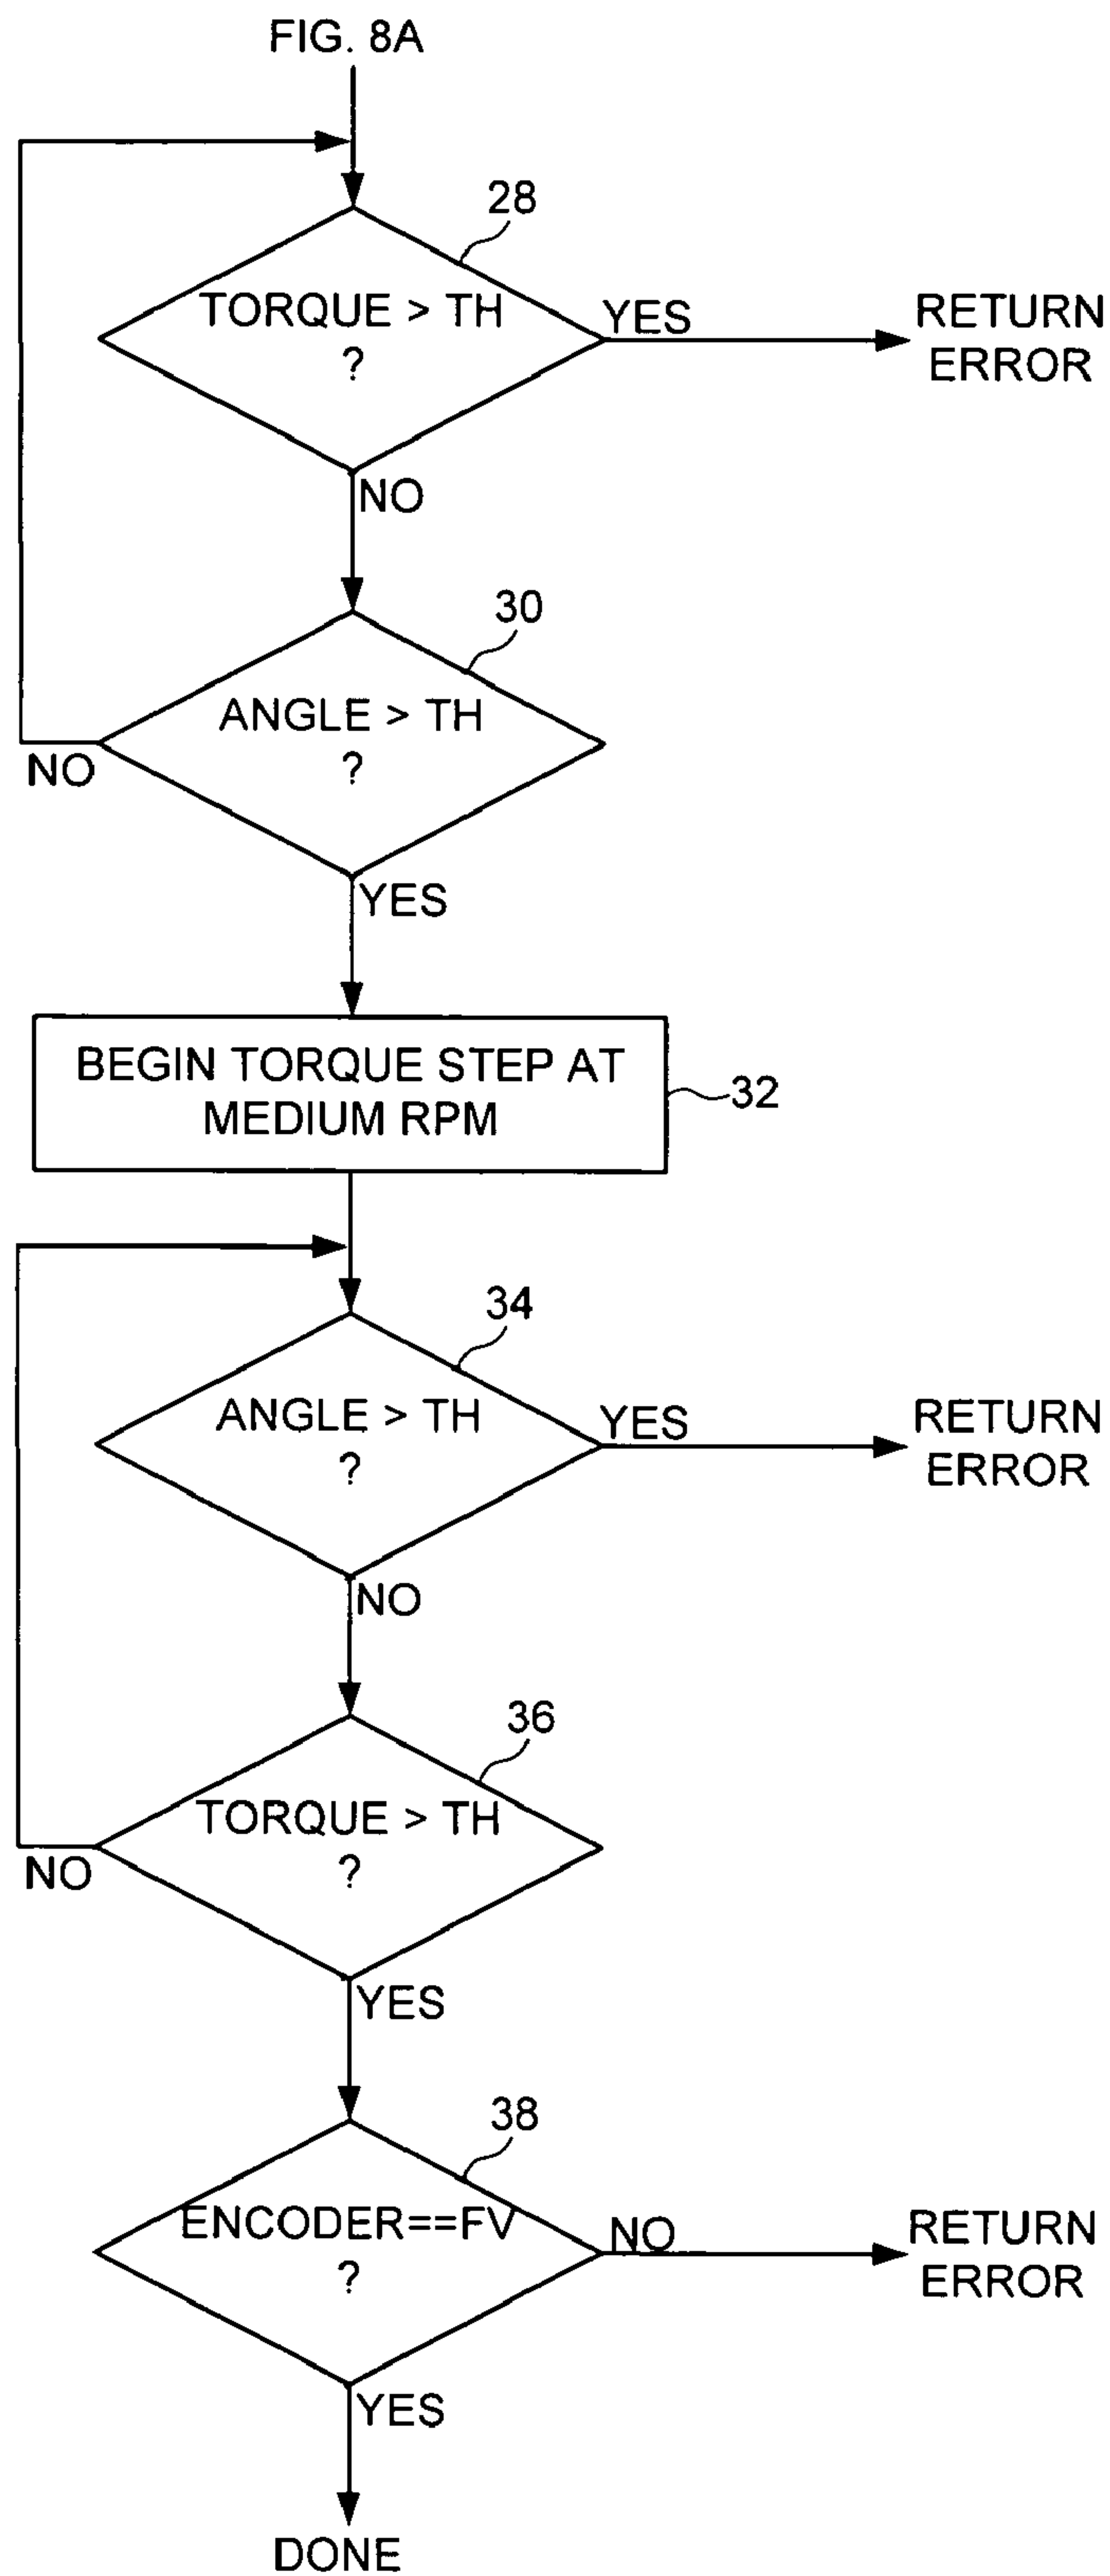 FIG. 8A
28
TORQUE > TH
?
YES
RETURN
ERROR
NO
30
ANGLE > TH
?
NO
YES
BEGIN TORQUE STEP AT
MEDIUM RPM
32
34
ANGLE > TH
?
YES
RETURN
ERROR
NO
36
TORQUE > TH
?
NO
YES
38
ENCODER==FV
?
NO
RETURN
ERROR
YES
DONE